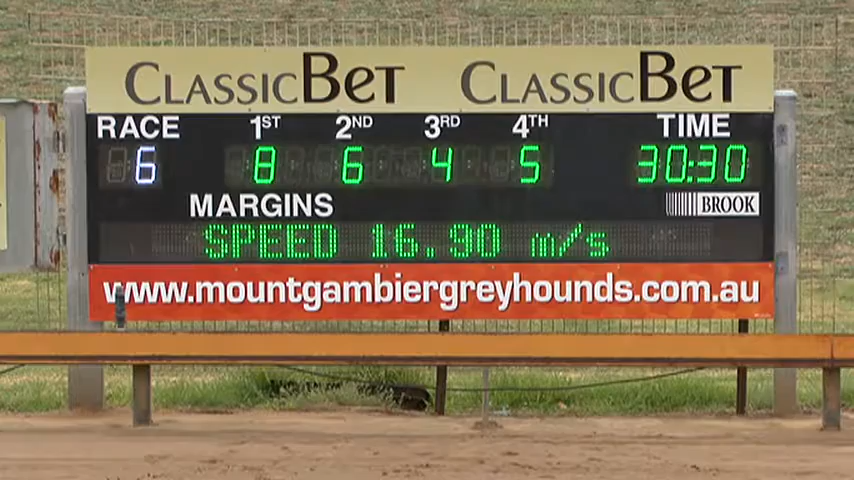 CLASSICBET CLASSICBET
RACE 1ST 2ND 3RD 4TH TIME
6 8 6 4 5 30:30
MARGINS BROOK
SPEED 16.90 m/s
www.mountgambiergreyhounds.com.au